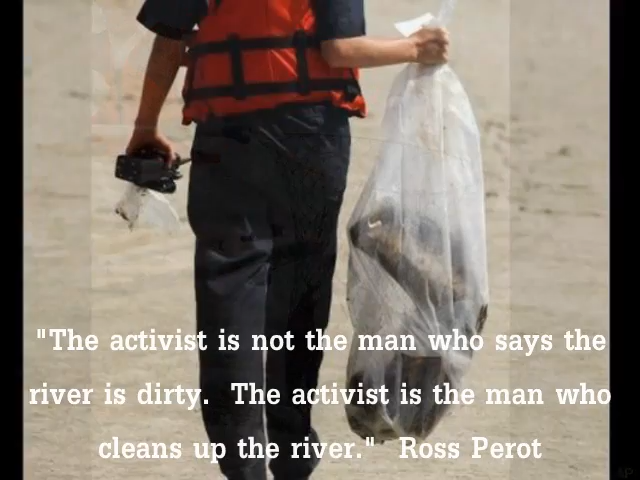 "The activist is not the man who says the
river is dirty.  The activist is the man who
cleans up the river."  Ross Perot